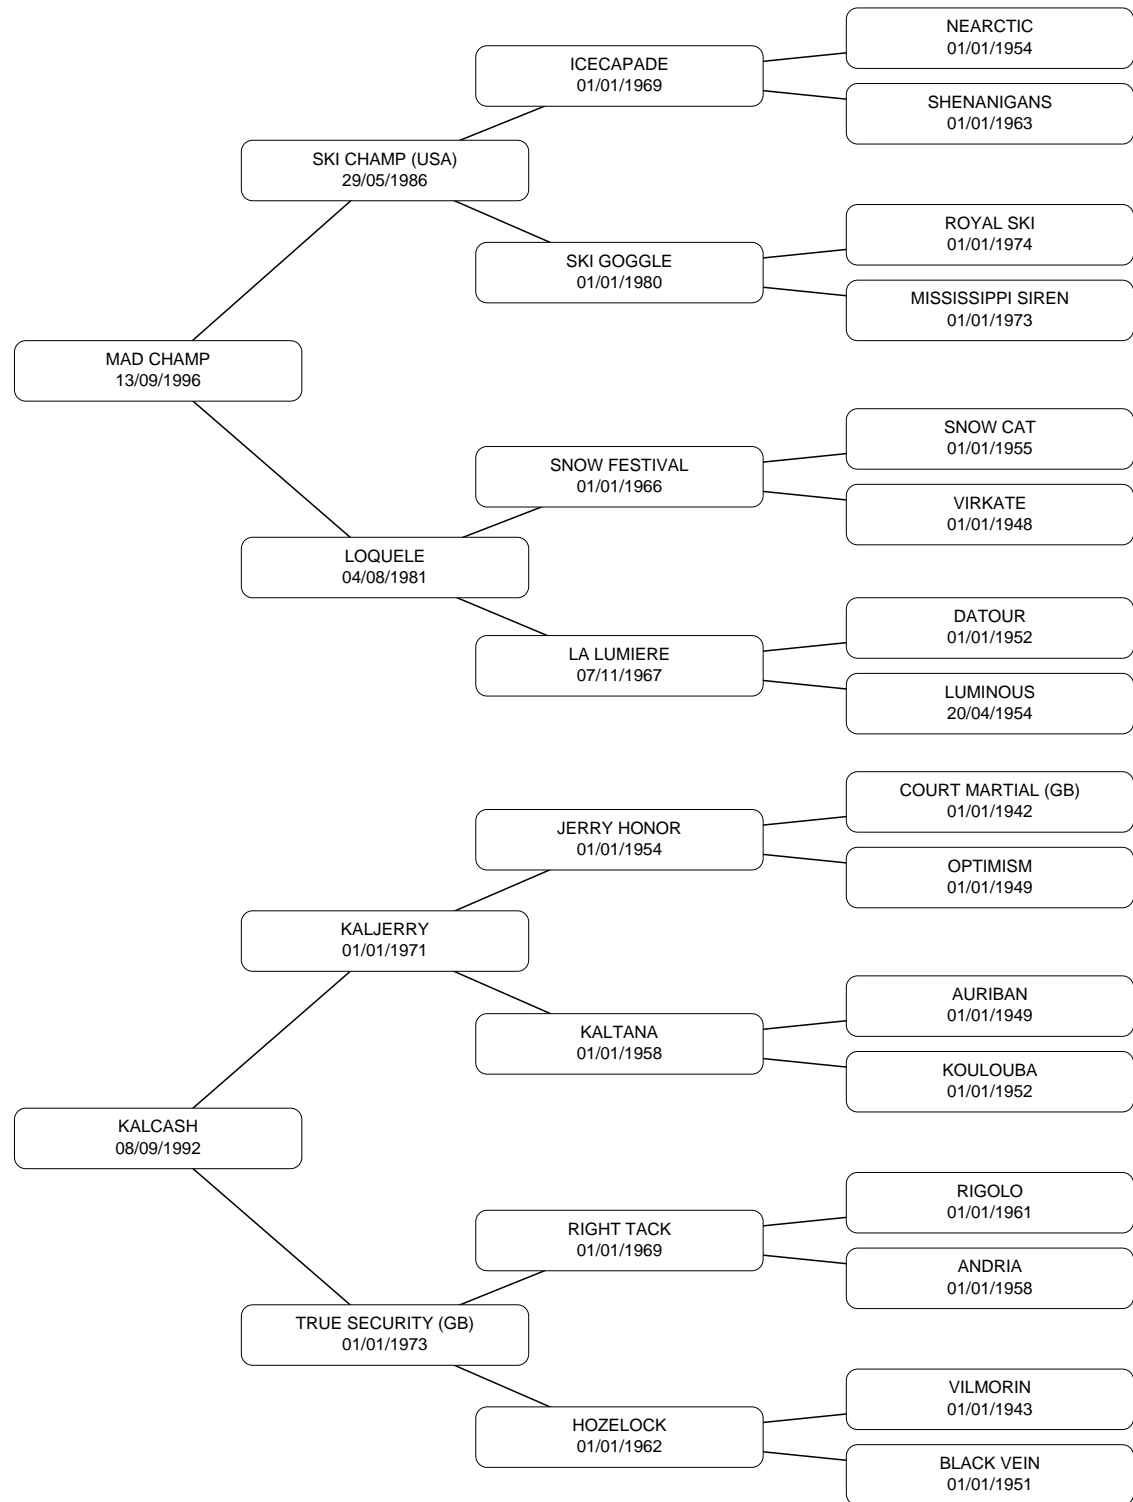 NEARCTIC
01/01/1954
ICECAPADE
01/01/1969
SHENANIGANS
01/01/1963
SKI CHAMP (USA)
29/05/1986
ROYAL SKI
01/01/1974
SKI GOGGLE
01/01/1980
MISSISSIPPI SIREN
01/01/1973
MAD CHAMP
13/09/1996
SNOW CAT
01/01/1955
SNOW FESTIVAL
01/01/1966
VIRKATE
01/01/1948
LOQUELE
04/08/1981
DATOUR
01/01/1952
LA LUMIERE
07/11/1967
LUMINOUS
20/04/1954
COURT MARTIAL (GB)
01/01/1942
JERRY HONOR
01/01/1954
OPTIMISM
01/01/1949
KALJERRY
01/01/1971
AURIBAN
01/01/1949
KALTANA
01/01/1958
KOULOUBA
01/01/1952
KALCASH
08/09/1992
RIGOLO
01/01/1961
RIGHT TACK
01/01/1969
ANDRIA
01/01/1958
TRUE SECURITY (GB)
01/01/1973
VILMORIN
01/01/1943
HOZELOCK
01/01/1962
BLACK VEIN
01/01/1951